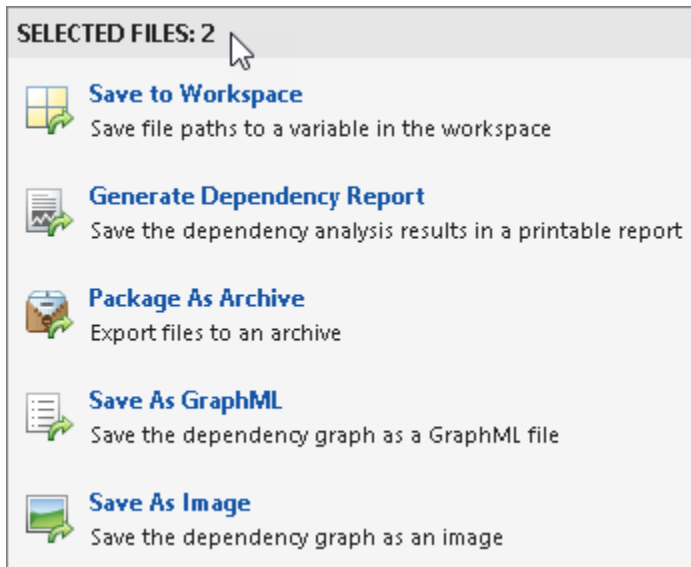 SELECTED FILES: 2
Save to Workspace
Save file paths to a variable in the workspace
Generate Dependency Report
Save the dependency analysis results in a printable report
Package As Archive
Export files to an archive
Save As GraphML
Save the dependency graph as a GraphML file
Save As Image
Save the dependency graph as an image